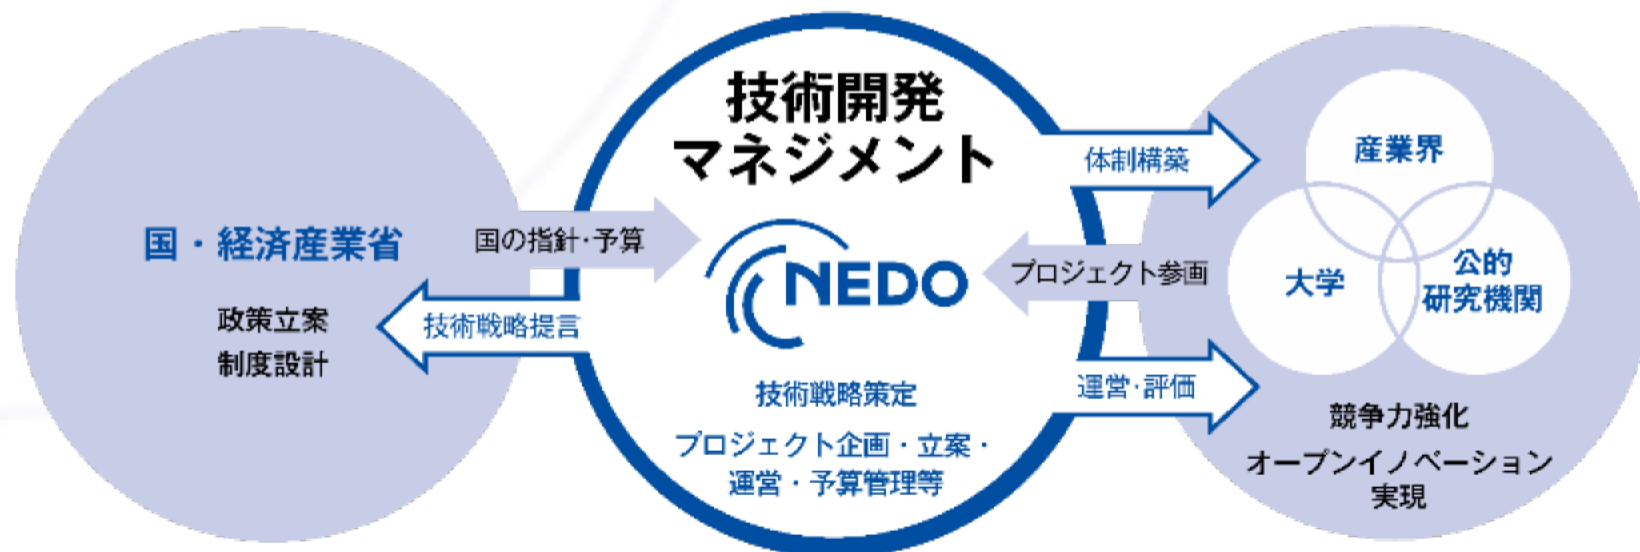 国・経済産業省
政策立案
制度設計
国の指針・予算
技術戦略提言
技術開発
マネジメント
NEDO
技術戦略策定
プロジェクト企画・立案・
運営・予算管理等
体制構築
プロジェクト参画
運営・評価
産業界
大学
公的
研究機関
競争力強化
オープンイノベーション
実現